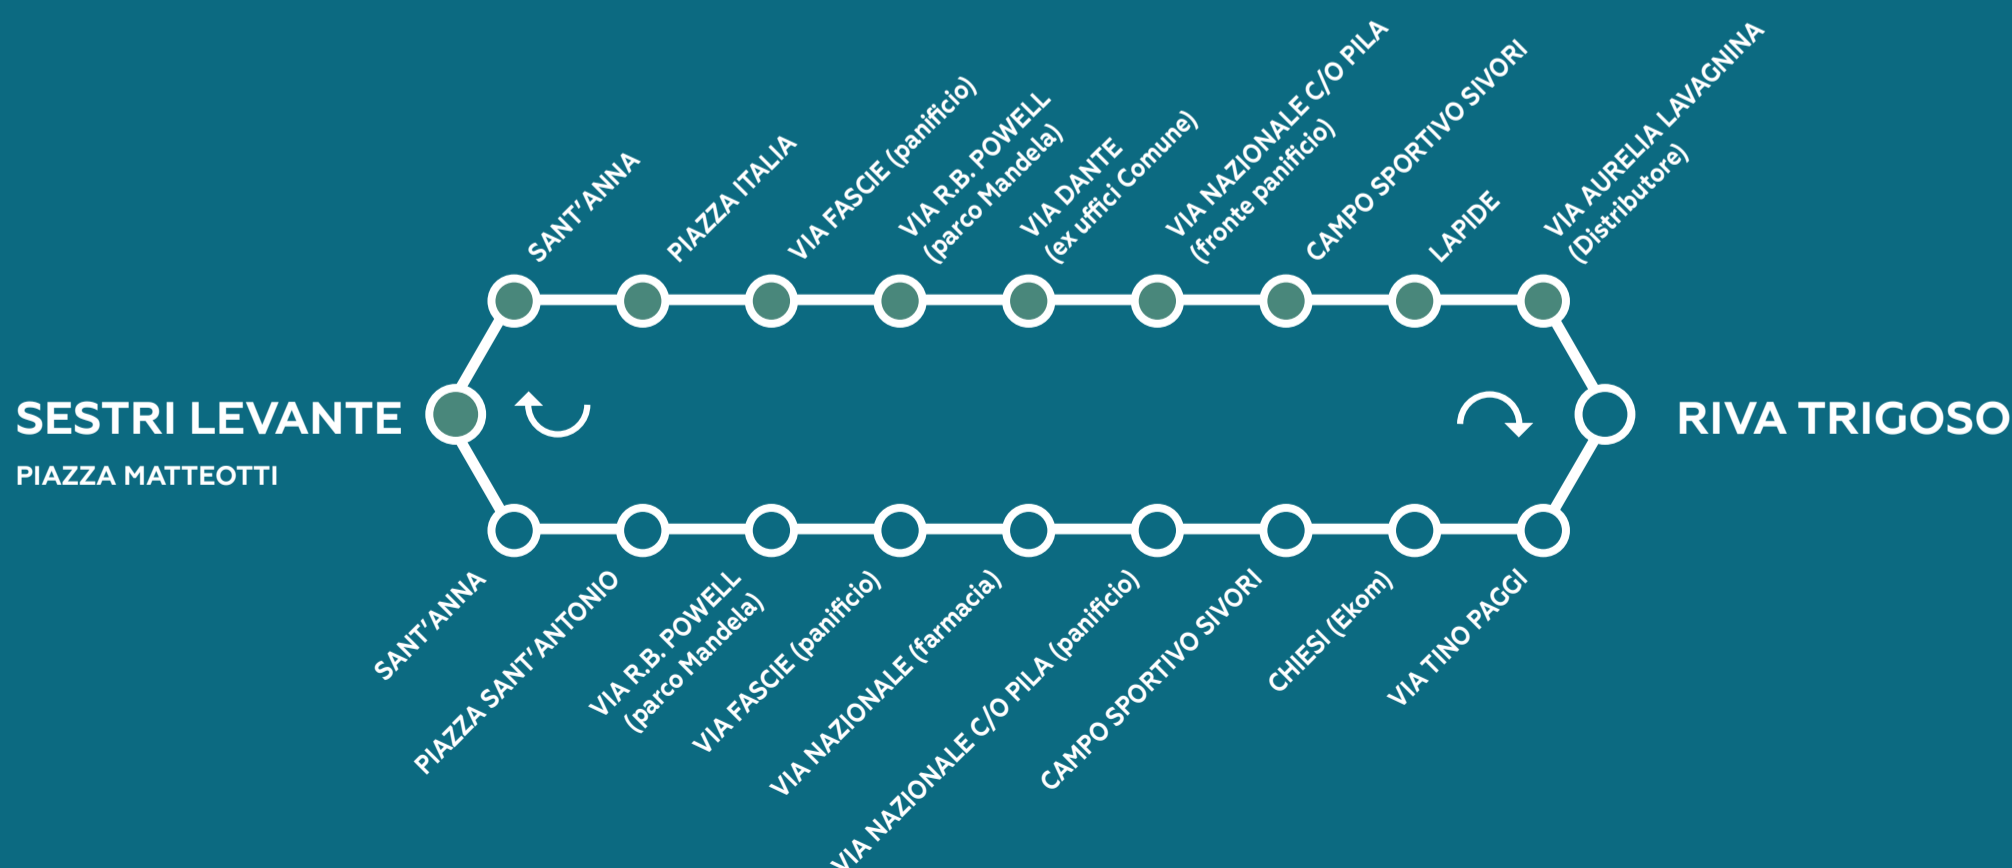 SANT'ANNA
PIAZZA ITALIA
VIA FASCIE (panificio)
VIA R.B. POWELL
(parco Mandela)
VIA DANTE
(ex uffici Comune)
VIA NAZIONALE C/O PILA
(fronte panificio)
CAMPO SPORTIVO SIVORI
LAPIDE
VIA AURELIA LAVAGNINA
(Distributore)
SESTRI LEVANTE
PIAZZA MATTEOTTI
RIVA TRIGOSO
SANT'ANNA
PIAZZA SANT'ANTONIO
VIA R.B. POWELL
(parco Mandela)
VIA FASCIE (panificio)
VIA NAZIONALE (farmacia)
VIA NAZIONALE C/O PILA (panificio)
CAMPO SPORTIVO SIVORI
CHIESI (Ekom)
VIA TINO PAGGI